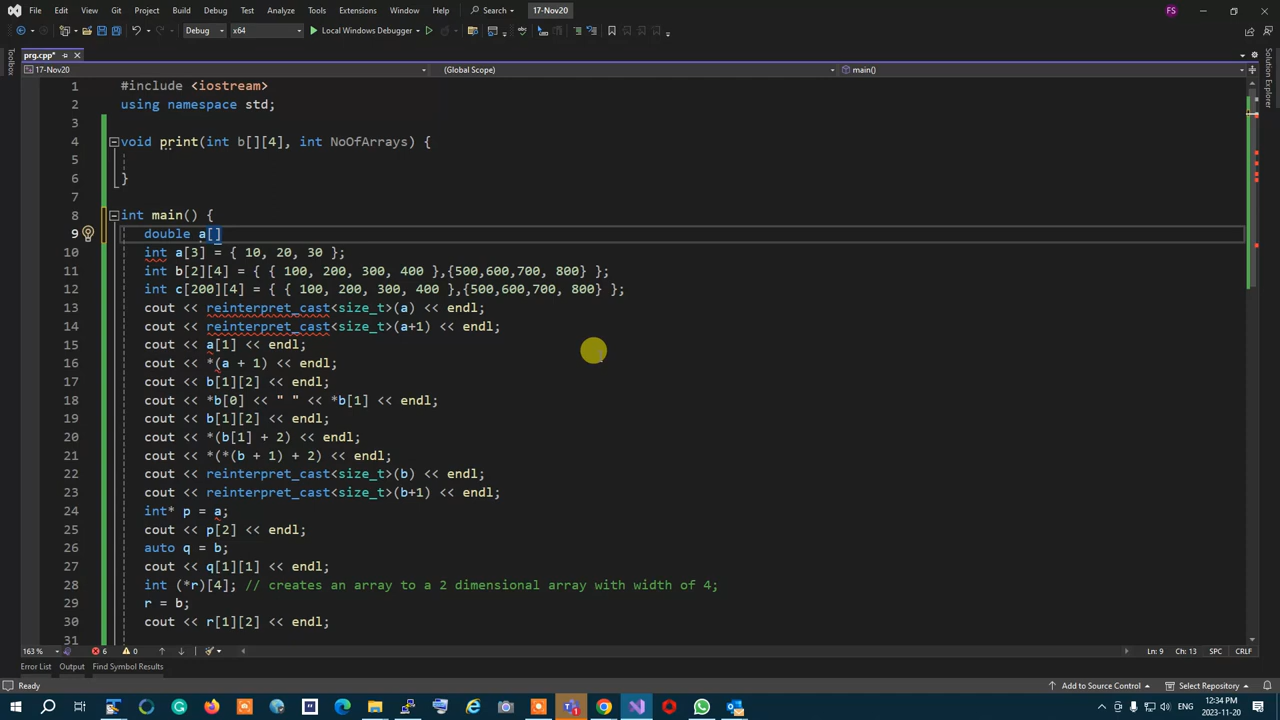 File Edit View Git Project Build Debug Test Analyze Tools Extensions Window Help Search 17-Nov20 FS
Debug x64 Local Windows Debugger
prg.cpp*
17-Nov20 (Global Scope) main()
Toolbox
Solution Explorer
1 #include <iostream>
2 using namespace std;
3
4 void print(int b[][4], int NoOfArrays) {
5
6 }
7
8 int main() {
9 double a[]
10 int a[3] = { 10, 20, 30 };
11 int b[2][4] = { { 100, 200, 300, 400 },{500,600,700, 800} };
12 int c[200][4] = { { 100, 200, 300, 400 },{500,600,700, 800} };
13 cout << reinterpret_cast<size_t>(a) << endl;
14 cout << reinterpret_cast<size_t>(a+1) << endl;
15 cout << a[1] << endl;
16 cout << *(a + 1) << endl;
17 cout << b[1][2] << endl;
18 cout << *b[0] << " " << *b[1] << endl;
19 cout << b[1][2] << endl;
20 cout << *(b[1] + 2) << endl;
21 cout << *(*(b + 1) + 2) << endl;
22 cout << reinterpret_cast<size_t>(b) << endl;
23 cout << reinterpret_cast<size_t>(b+1) << endl;
24 int* p = a;
25 cout << p[2] << endl;
26 auto q = b;
27 cout << q[1][1] << endl;
28 int (*r)[4]; // creates an array to a 2 dimensional array with width of 4;
29 r = b;
30 cout << r[1][2] << endl;
31
163 % 6 0 Ln: 9 Ch: 13 SPC CRLF
Error List Output Find Symbol Results
Ready Add to Source Control Select Repository
12:34 PM
ENG
2023-11-20